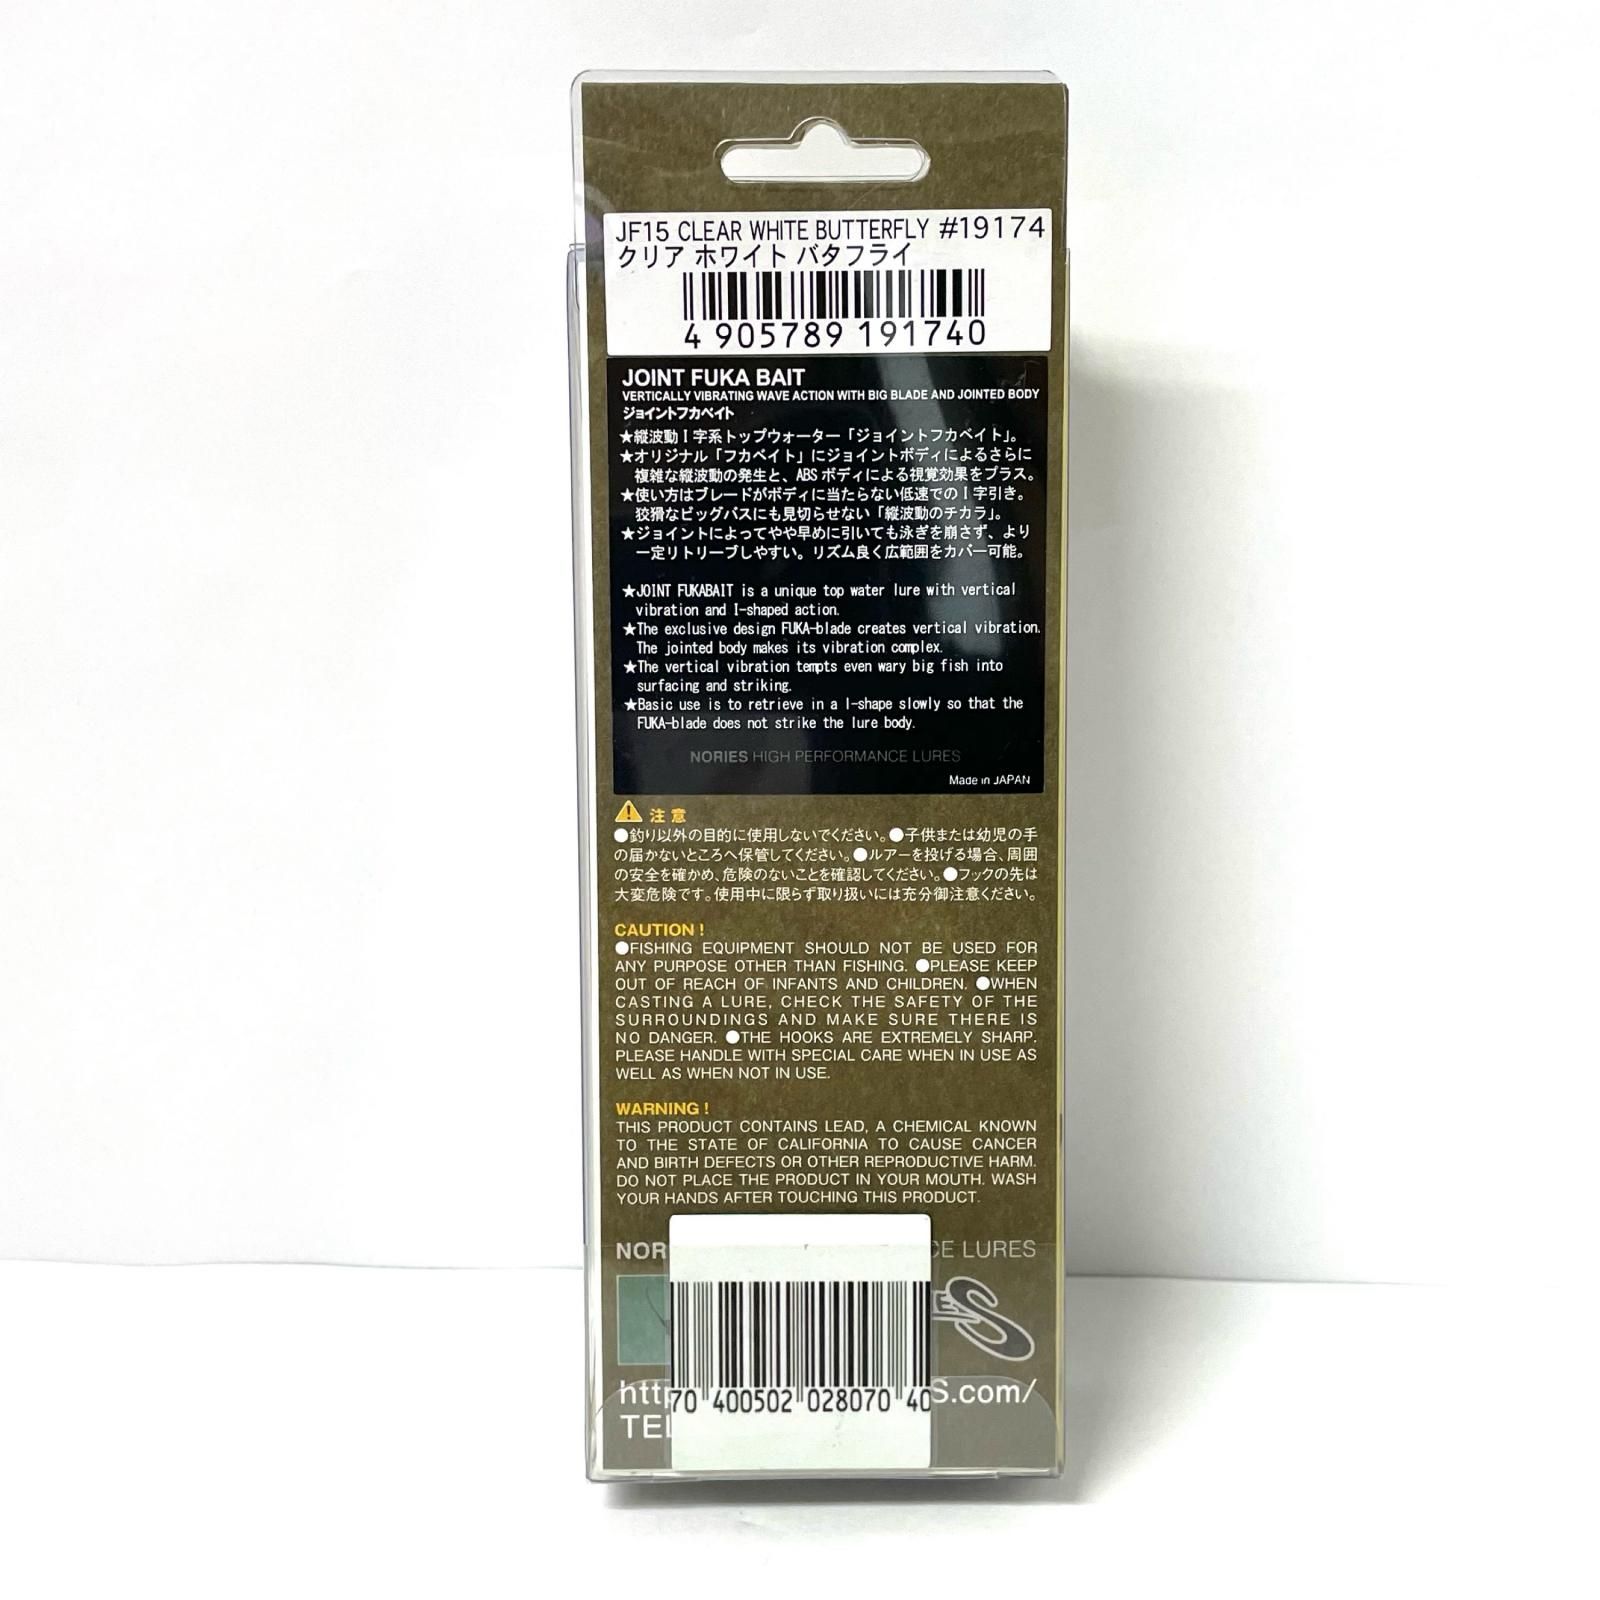 JF15 CLEAR WHITE BUTTERFLY #19174
クリア ホワイト バタフライ
4 905789 191740
JOINT FUKA BAIT
VERTICALLY VIBRATING WAVE ACTION WITH BIG BLADE AND JOINTED BODY
ジョイントフカベイト
★縦波動I字系トップウォーター「ジョイントフカベイト」。
★オリジナル「フカベイト」にジョイントボディによるさらに
複雑な縦波動の発生と、ABSボディによる視覚効果をプラス。
★使い方はブレードがボディに当たらない低速でのI字引き。
狡猾なビッグバスにも見切らせない「縦波動のチカラ」。
★ジョイントによってやや早めに引いても泳ぎを崩さず、より
一定リトリーブしやすい。リズム良く広範囲をカバー可能。
★JOINT FUKABAIT is a unique top water lure with vertical
vibration and I-shaped action.
★The exclusive design FUKA-blade creates vertical vibration.
The jointed body makes its vibration complex.
★The vertical vibration tempts even wary big fish into
surfacing and striking.
★Basic use is to retrieve in a I-shape slowly so that the
FUKA-blade does not strike the lure body.
NORIES HIGH PERFORMANCE LURES
Made in JAPAN
注意
●釣り以外の目的に使用しないでください。●子供または幼児の手
の届かないところへ保管してください。●ルアーを投げる場合、周囲
の安全を確かめ、危険のないことを確認してください。●フックの先は
大変危険です。使用中に限らず取り扱いには充分御注意ください。
CAUTION !
●FISHING EQUIPMENT SHOULD NOT BE USED FOR
ANY PURPOSE OTHER THAN FISHING. ●PLEASE KEEP
OUT OF REACH OF INFANTS AND CHILDREN. ●WHEN
CASTING A LURE, CHECK THE SAFETY OF THE
SURROUNDINGS AND MAKE SURE THERE IS
NO DANGER. ●THE HOOKS ARE EXTREMELY SHARP.
PLEASE HANDLE WITH SPECIAL CARE WHEN IN USE AS
WELL AS WHEN NOT IN USE.
WARNING !
THIS PRODUCT CONTAINS LEAD, A CHEMICAL KNOWN
TO THE STATE OF CALIFORNIA TO CAUSE CANCER
AND BIRTH DEFECTS OR OTHER REPRODUCTIVE HARM.
DO NOT PLACE THE PRODUCT IN YOUR MOUTH. WASH
YOUR HANDS AFTER TOUCHING THIS PRODUCT.
NOR CE LURES
ES
http S.com/
70 400502 028070 40
TEL